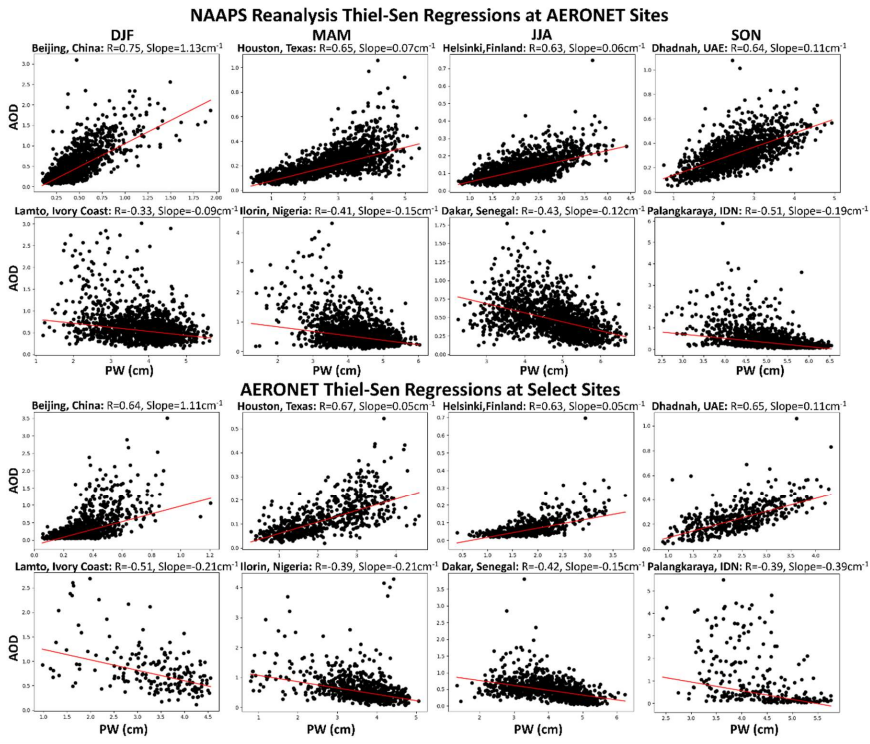 NAAPS Reanalysis Thiel-Sen Regressions at AERONET Sites
DJF MAM JJA SON
Beijing, China: R=0.75, Slope=1.13cm⁻¹ Houston, Texas: R=0.65, Slope=0.07cm⁻¹ Helsinki,Finland: R=0.63, Slope=0.06cm⁻¹ Dhadnah, UAE: R=0.64, Slope=0.11cm⁻¹
AOD
Lamto, Ivory Coast: R=-0.33, Slope=-0.09cm⁻¹ Ilorin, Nigeria: R=-0.41, Slope=-0.15cm⁻¹ Dakar, Senegal: R=-0.43, Slope=-0.12cm⁻¹ Palangkaraya, IDN: R=-0.51, Slope=-0.19cm⁻¹
AOD
PW (cm) PW (cm) PW (cm) PW (cm)
AERONET Thiel-Sen Regressions at Select Sites
Beijing, China: R=0.64, Slope=1.11cm⁻¹ Houston, Texas: R=0.67, Slope=0.05cm⁻¹ Helsinki,Finland: R=0.63, Slope=0.05cm⁻¹ Dhadnah, UAE: R=0.65, Slope=0.11cm⁻¹
AOD
Lamto, Ivory Coast: R=-0.51, Slope=-0.21cm⁻¹ Ilorin, Nigeria: R=-0.39, Slope=-0.21cm⁻¹ Dakar, Senegal: R=-0.42, Slope=-0.15cm⁻¹ Palangkaraya, IDN: R=-0.39, Slope=-0.39cm⁻¹
AOD
PW (cm) PW (cm) PW (cm) PW (cm)